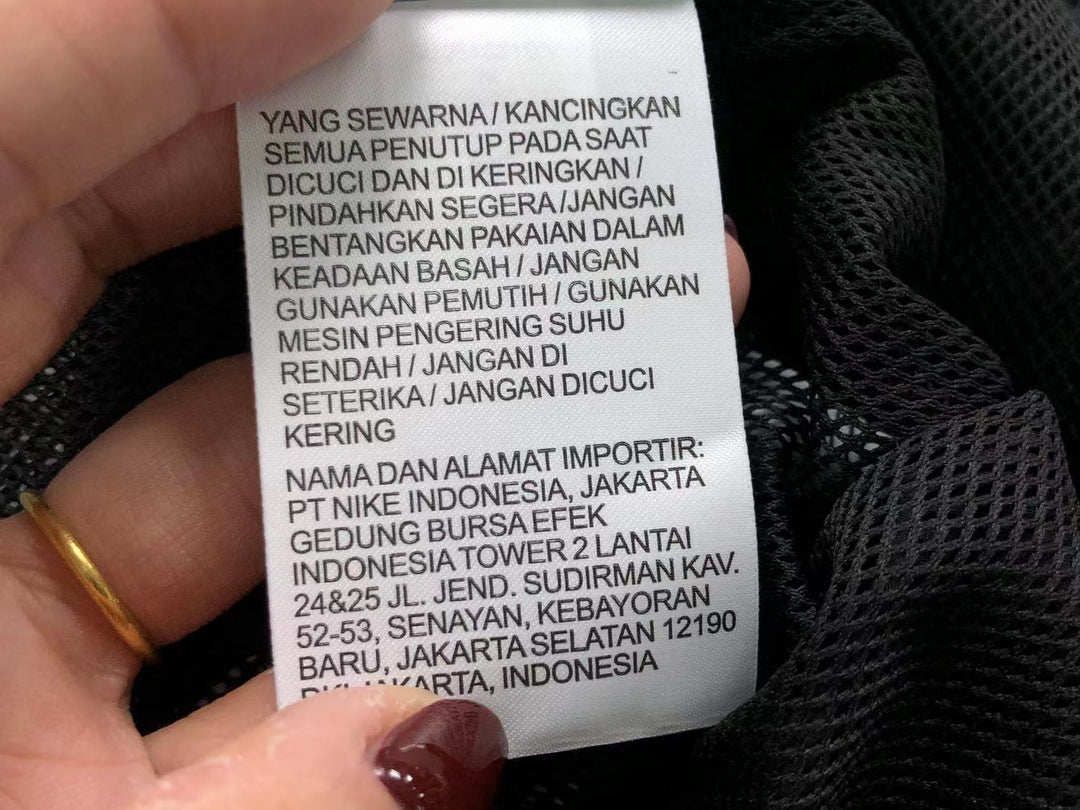 YANG SEWARNA / KANCINGKAN
SEMUA PENUTUP PADA SAAT
DICUCI DAN DI KERINGKAN /
PINDAHKAN SEGERA /JANGAN
BENTANGKAN PAKAIAN DALAM
KEADAAN BASAH / JANGAN
GUNAKAN PEMUTIH / GUNAKAN
MESIN PENGERING SUHU
RENDAH / JANGAN DI
SETERIKA / JANGAN DICUCI
KERING
NAMA DAN ALAMAT IMPORTIR:
PT NIKE INDONESIA, JAKARTA
GEDUNG BURSA EFEK
INDONESIA TOWER 2 LANTAI
24&25 JL. JEND. SUDIRMAN KAV.
52-53, SENAYAN, KEBAYORAN
BARU, JAKARTA SELATAN 12190
INDONESIA